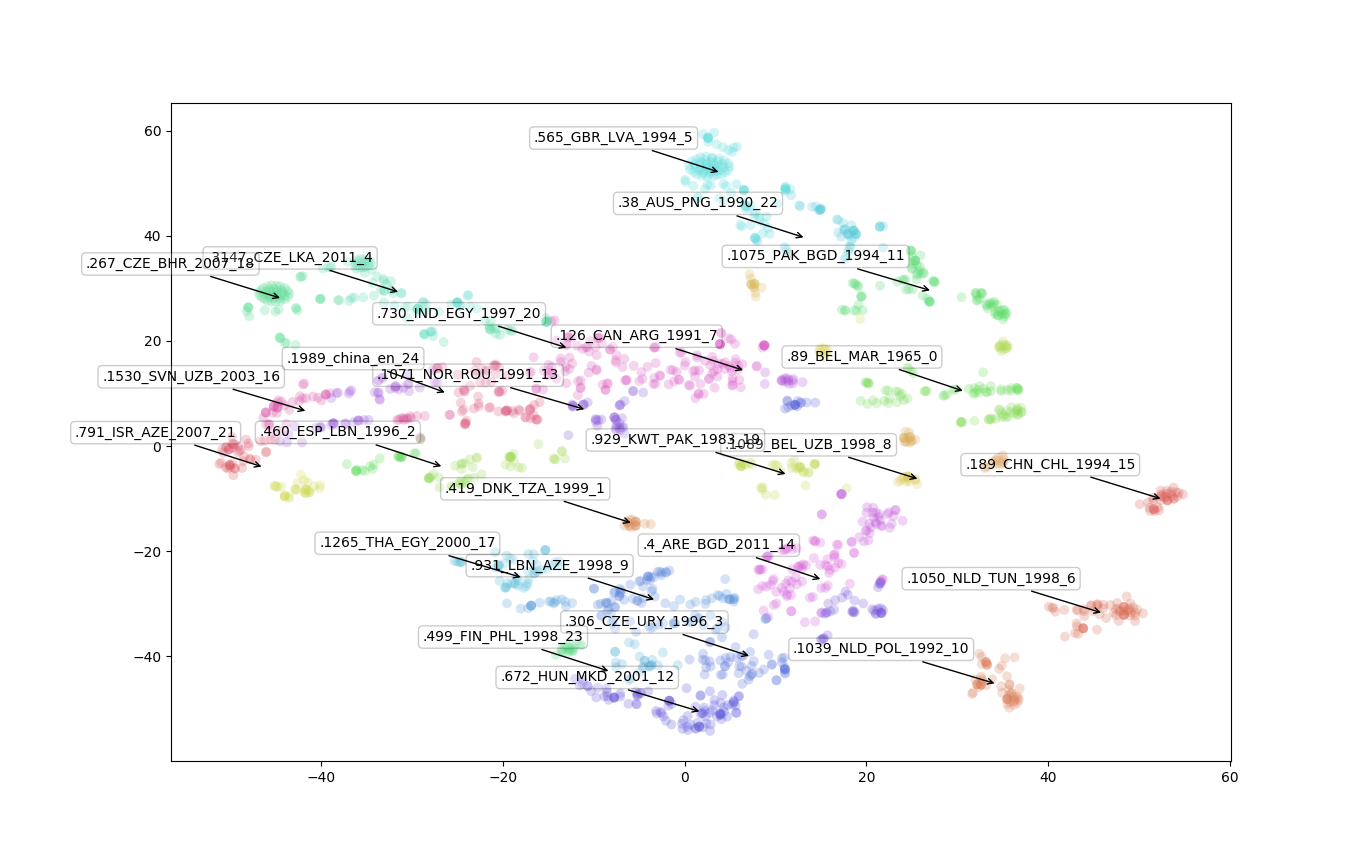 60
.565_GBR_LVA_1994_5
.38_AUS_PNG_1990_22
40
.1075_PAK_BGD_1994_11
.3147_CZE_LKA_2011_4
.267_CZE_BHR_2007_18
.730_IND_EGY_1997_20
.126_CAN_ARG_1991_7
20
.1989_china_en_24
.89_BEL_MAR_1965_0
.1530_SVN_UZB_2003_16
.1071_NOR_ROU_1991_13
.791_ISR_AZE_2007_21
.460_ESP_LBN_1996_2
.929_KWT_PAK_1983_19
.1089_BEL_UZB_1998_8
0
.189_CHN_CHL_1994_15
.419_DNK_TZA_1999_1
.1265_THA_EGY_2000_17
.4_ARE_BGD_2011_14
−20
.931_LBN_AZE_1998_9
.1050_NLD_TUN_1998_6
.306_CZE_URY_1996_3
.499_FIN_PHL_1998_23
.1039_NLD_POL_1992_10
−40
.672_HUN_MKD_2001_12
−40 −20 0 20 40 60